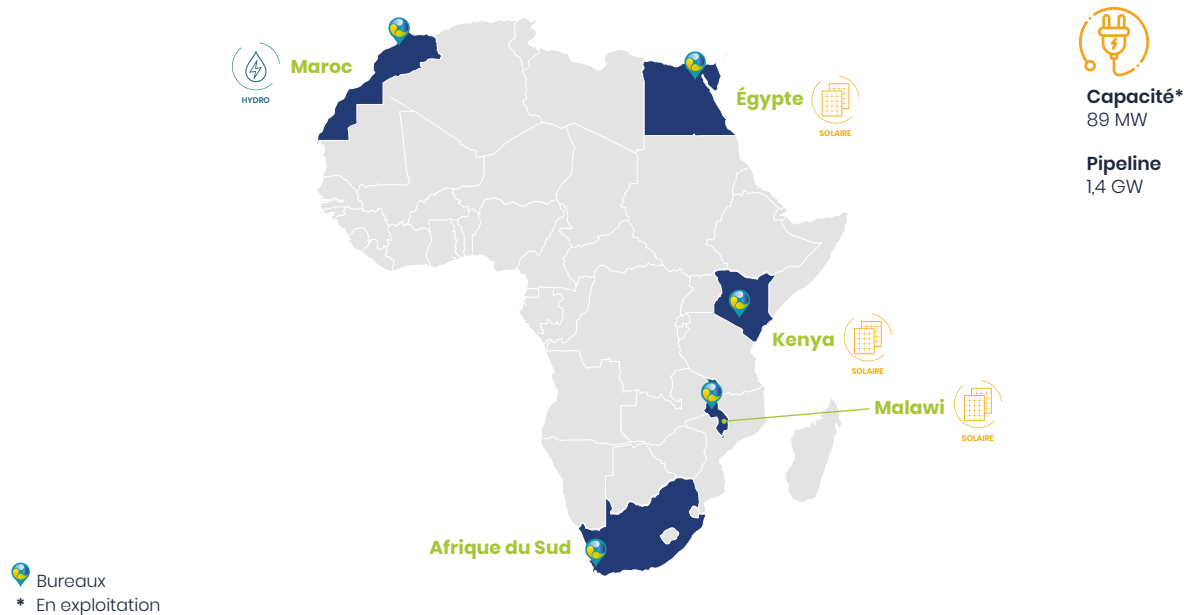 Maroc
HYDRO
Égypte
SOLAIRE
Capacité*
89 MW
Pipeline
1,4 GW
Kenya
SOLAIRE
Malawi
SOLAIRE
Afrique du Sud
Bureaux
* En exploitation